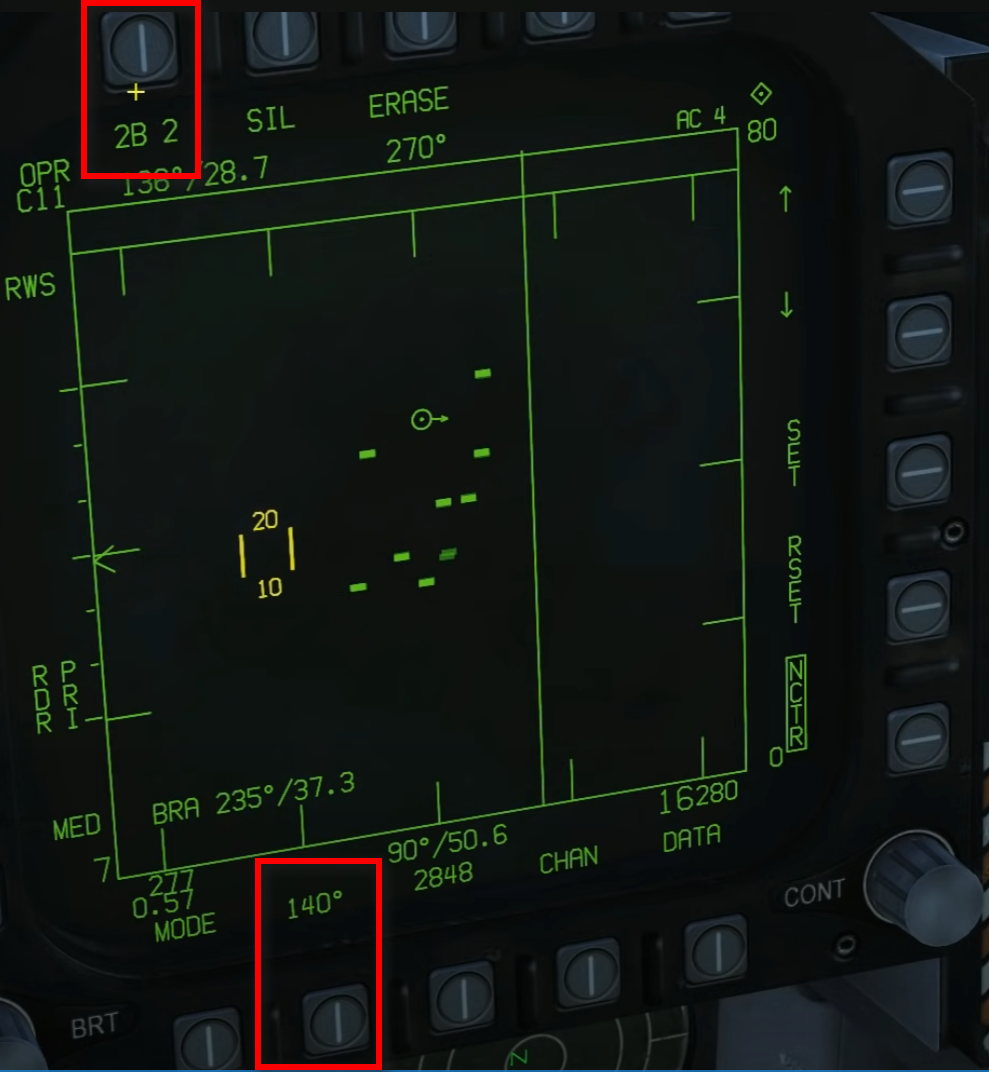 +
2B 2
SIL
ERASE
AC 4
80
OPR
C11
138°/28.7
270°
RWS
20
10
SET
RSET
NCTR
R P
D R
R I
0
BRA 235°/37.3
MED
7
277
0.57
MODE
140°
90°/50.6
2848
CHAN
16280
DATA
CONT
BRT
N